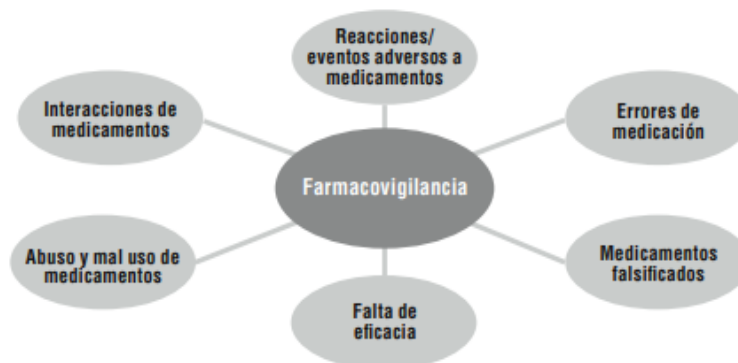 Reacciones/
eventos adversos a
medicamentos
Interacciones de
medicamentos
Errores de
medicación
Farmacovigilancia
Abuso y mal uso de
medicamentos
Medicamentos
falsificados
Falta de
eficacia